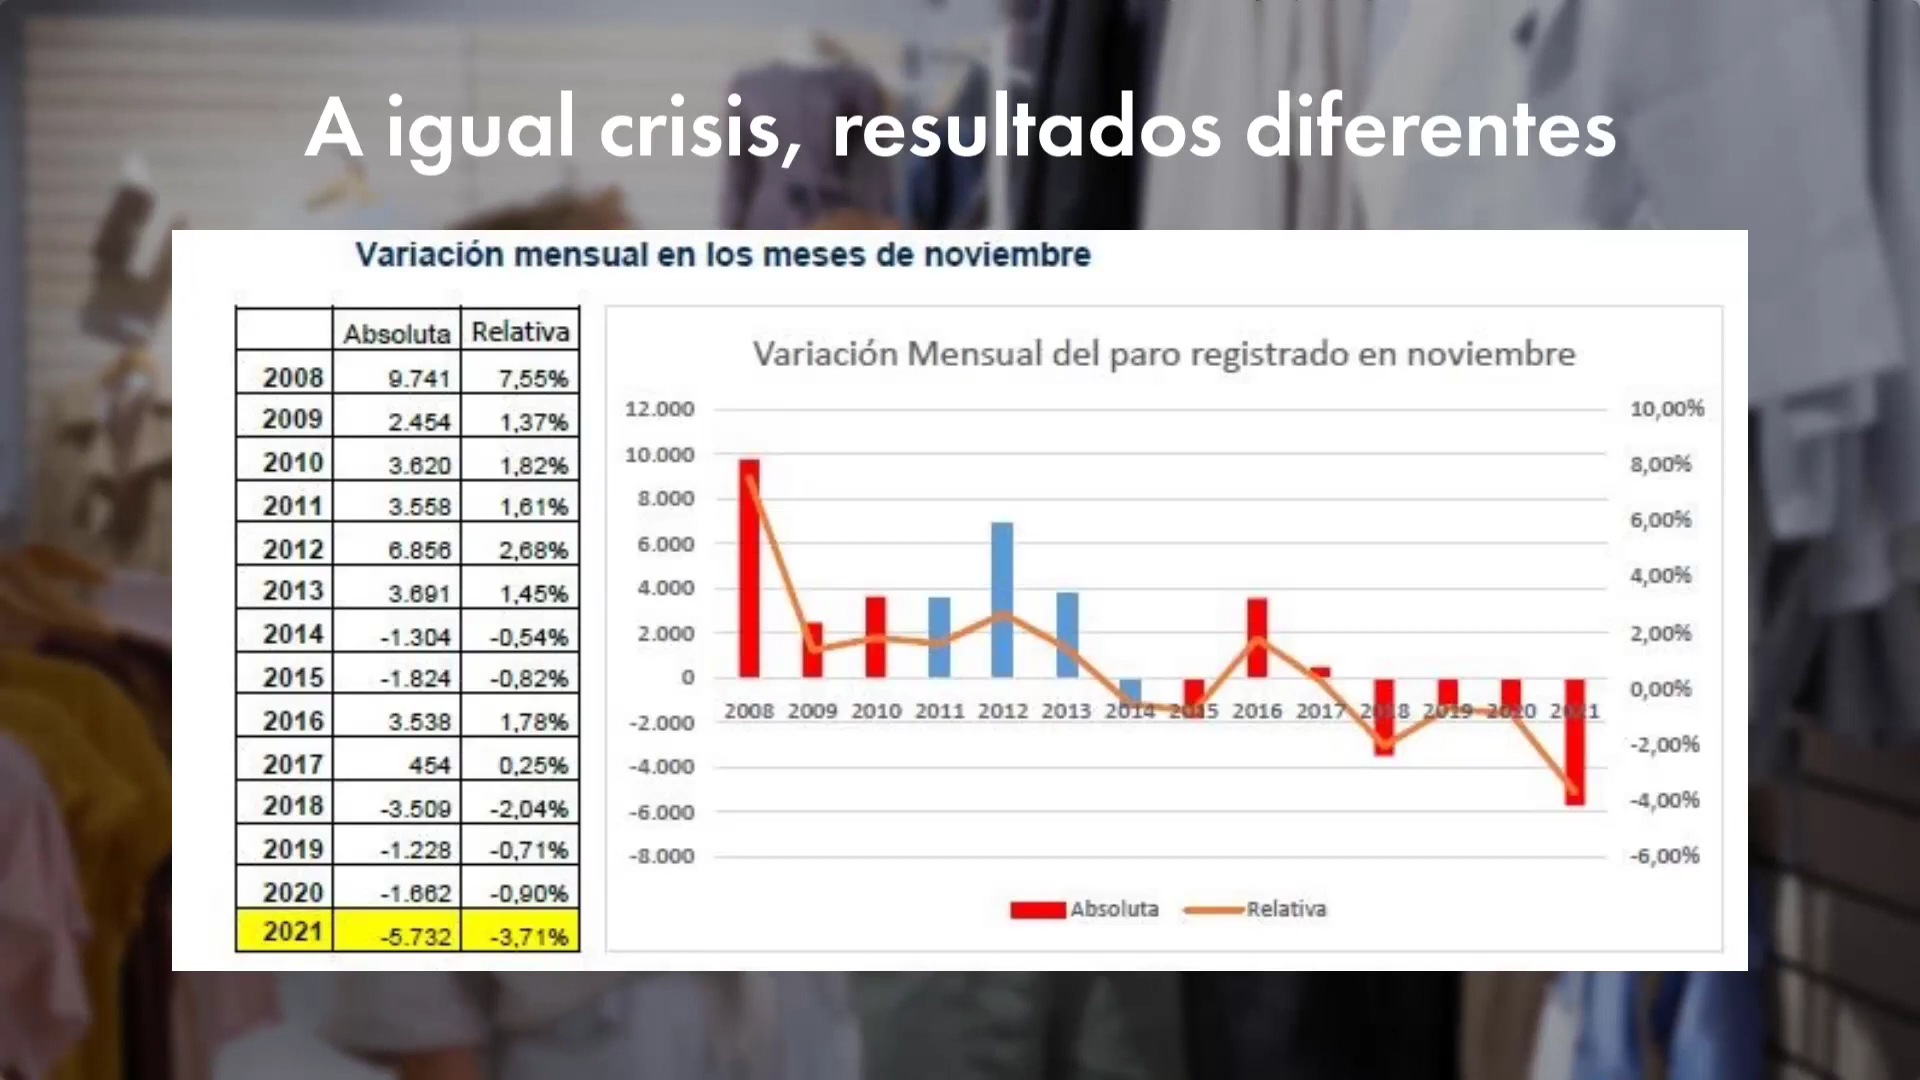 A igual crisis, resultados diferentes
Variación mensual en los meses de noviembre
Absoluta Relativa
2008 9.741 7,55%
2009 2.454 1,37%
2010 3.620 1,82%
2011 3.558 1,61%
2012 6.856 2,68%
2013 3.691 1,45%
2014 -1.304 -0,54%
2015 -1.824 -0,82%
2016 3.538 1,78%
2017 454 0,25%
2018 -3.509 -2,04%
2019 -1.228 -0,71%
2020 -1.662 -0,90%
2021 -5.732 -3,71%
Variación Mensual del paro registrado en noviembre
12.000 10,00%
10.000 8,00%
8.000 6,00%
6.000 4,00%
4.000 2,00%
2.000 0,00%
0 -2,00%
-2.000 -4,00%
-4.000 -6,00%
-6.000
-8.000
2008 2009 2010 2011 2012 2013 2014 2015 2016 2017 2018 2019 2020 2021
Absoluta Relativa